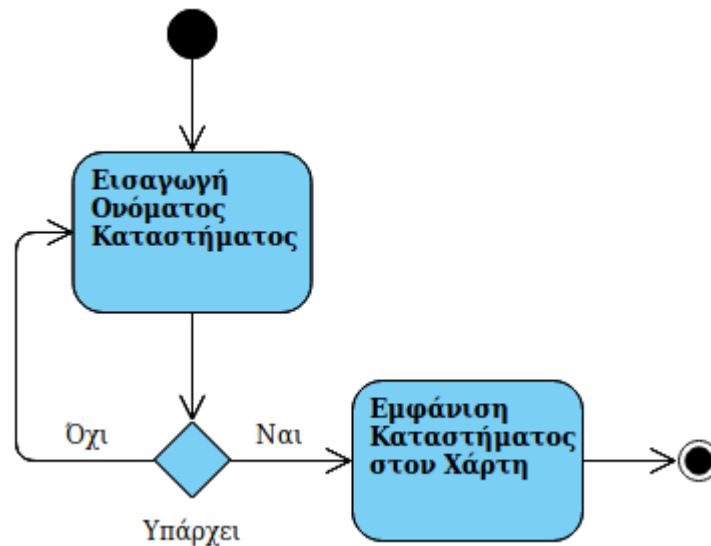 Εισαγωγή
Ονόματος
Καταστήματος
Όχι
Ναι
Υπάρχει
Εμφάνιση
Καταστήματος
στον Χάρτη